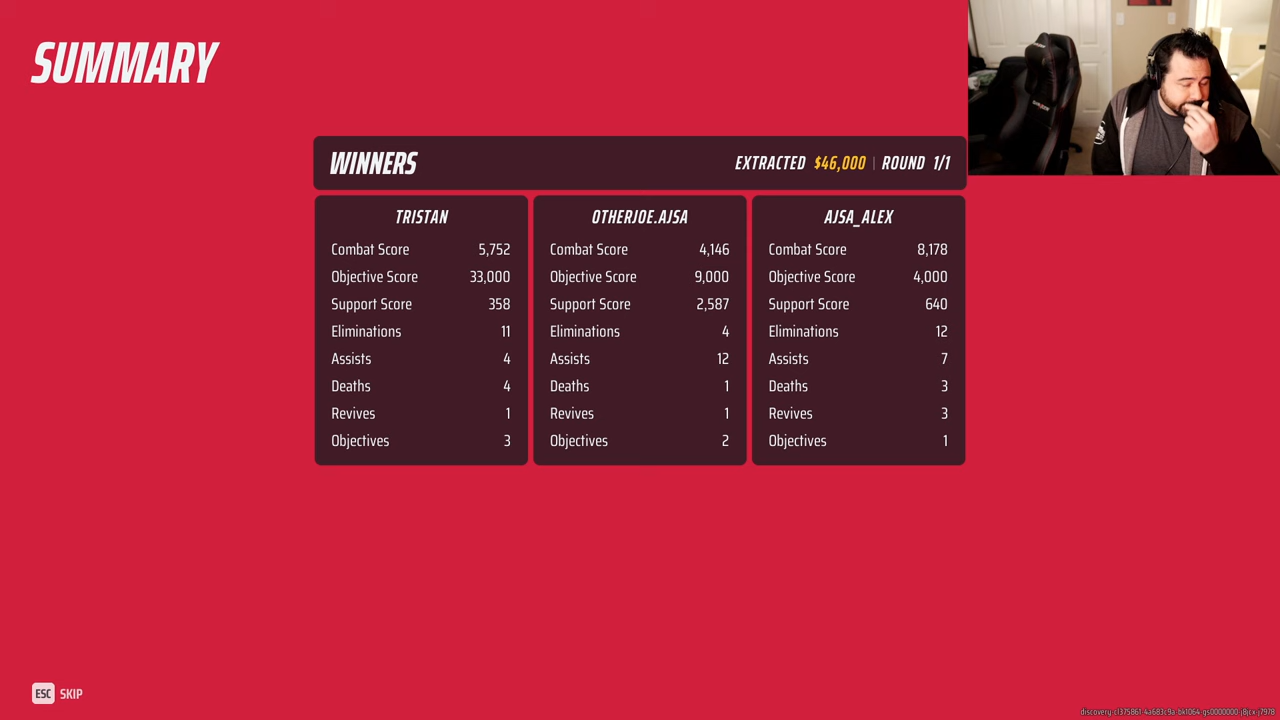 SUMMARY
WINNERS
EXTRACTED $46,000 | ROUND 1/1
TRISTAN
Combat Score 5,752
Objective Score 33,000
Support Score 358
Eliminations 11
Assists 4
Deaths 4
Revives 1
Objectives 3
OTHERJOE.AJSA
Combat Score 4,146
Objective Score 9,000
Support Score 2,587
Eliminations 4
Assists 12
Deaths 1
Revives 1
Objectives 2
AJSA_ALEX
Combat Score 8,178
Objective Score 4,000
Support Score 640
Eliminations 12
Assists 7
Deaths 3
Revives 3
Objectives 1
ESC SKIP